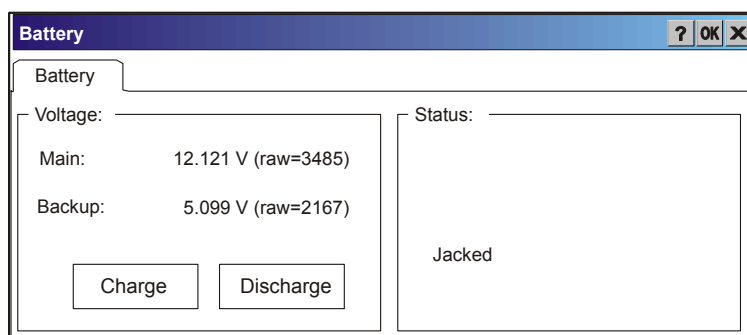 Battery
? OK X
Battery
Voltage:
Main: 12.121 V (raw=3485)
Backup: 5.099 V (raw=2167)
Charge Discharge
Status:
Jacked